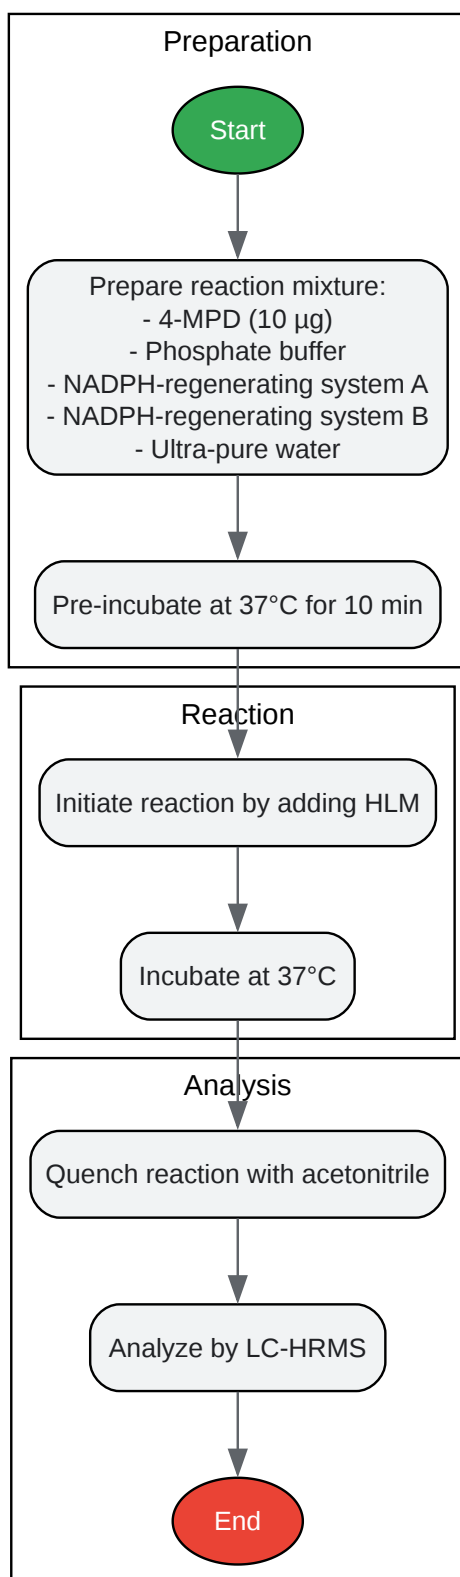 Preparation
Start
Prepare reaction mixture:
- 4-MPD (10 µg)
- Phosphate buffer
- NADPH-regenerating system A
- NADPH-regenerating system B
- Ultra-pure water
Pre-incubate at 37°C for 10 min
Reaction
Initiate reaction by adding HLM
Incubate at 37°C
Analysis
Quench reaction with acetonitrile
Analyze by LC-HRMS
End